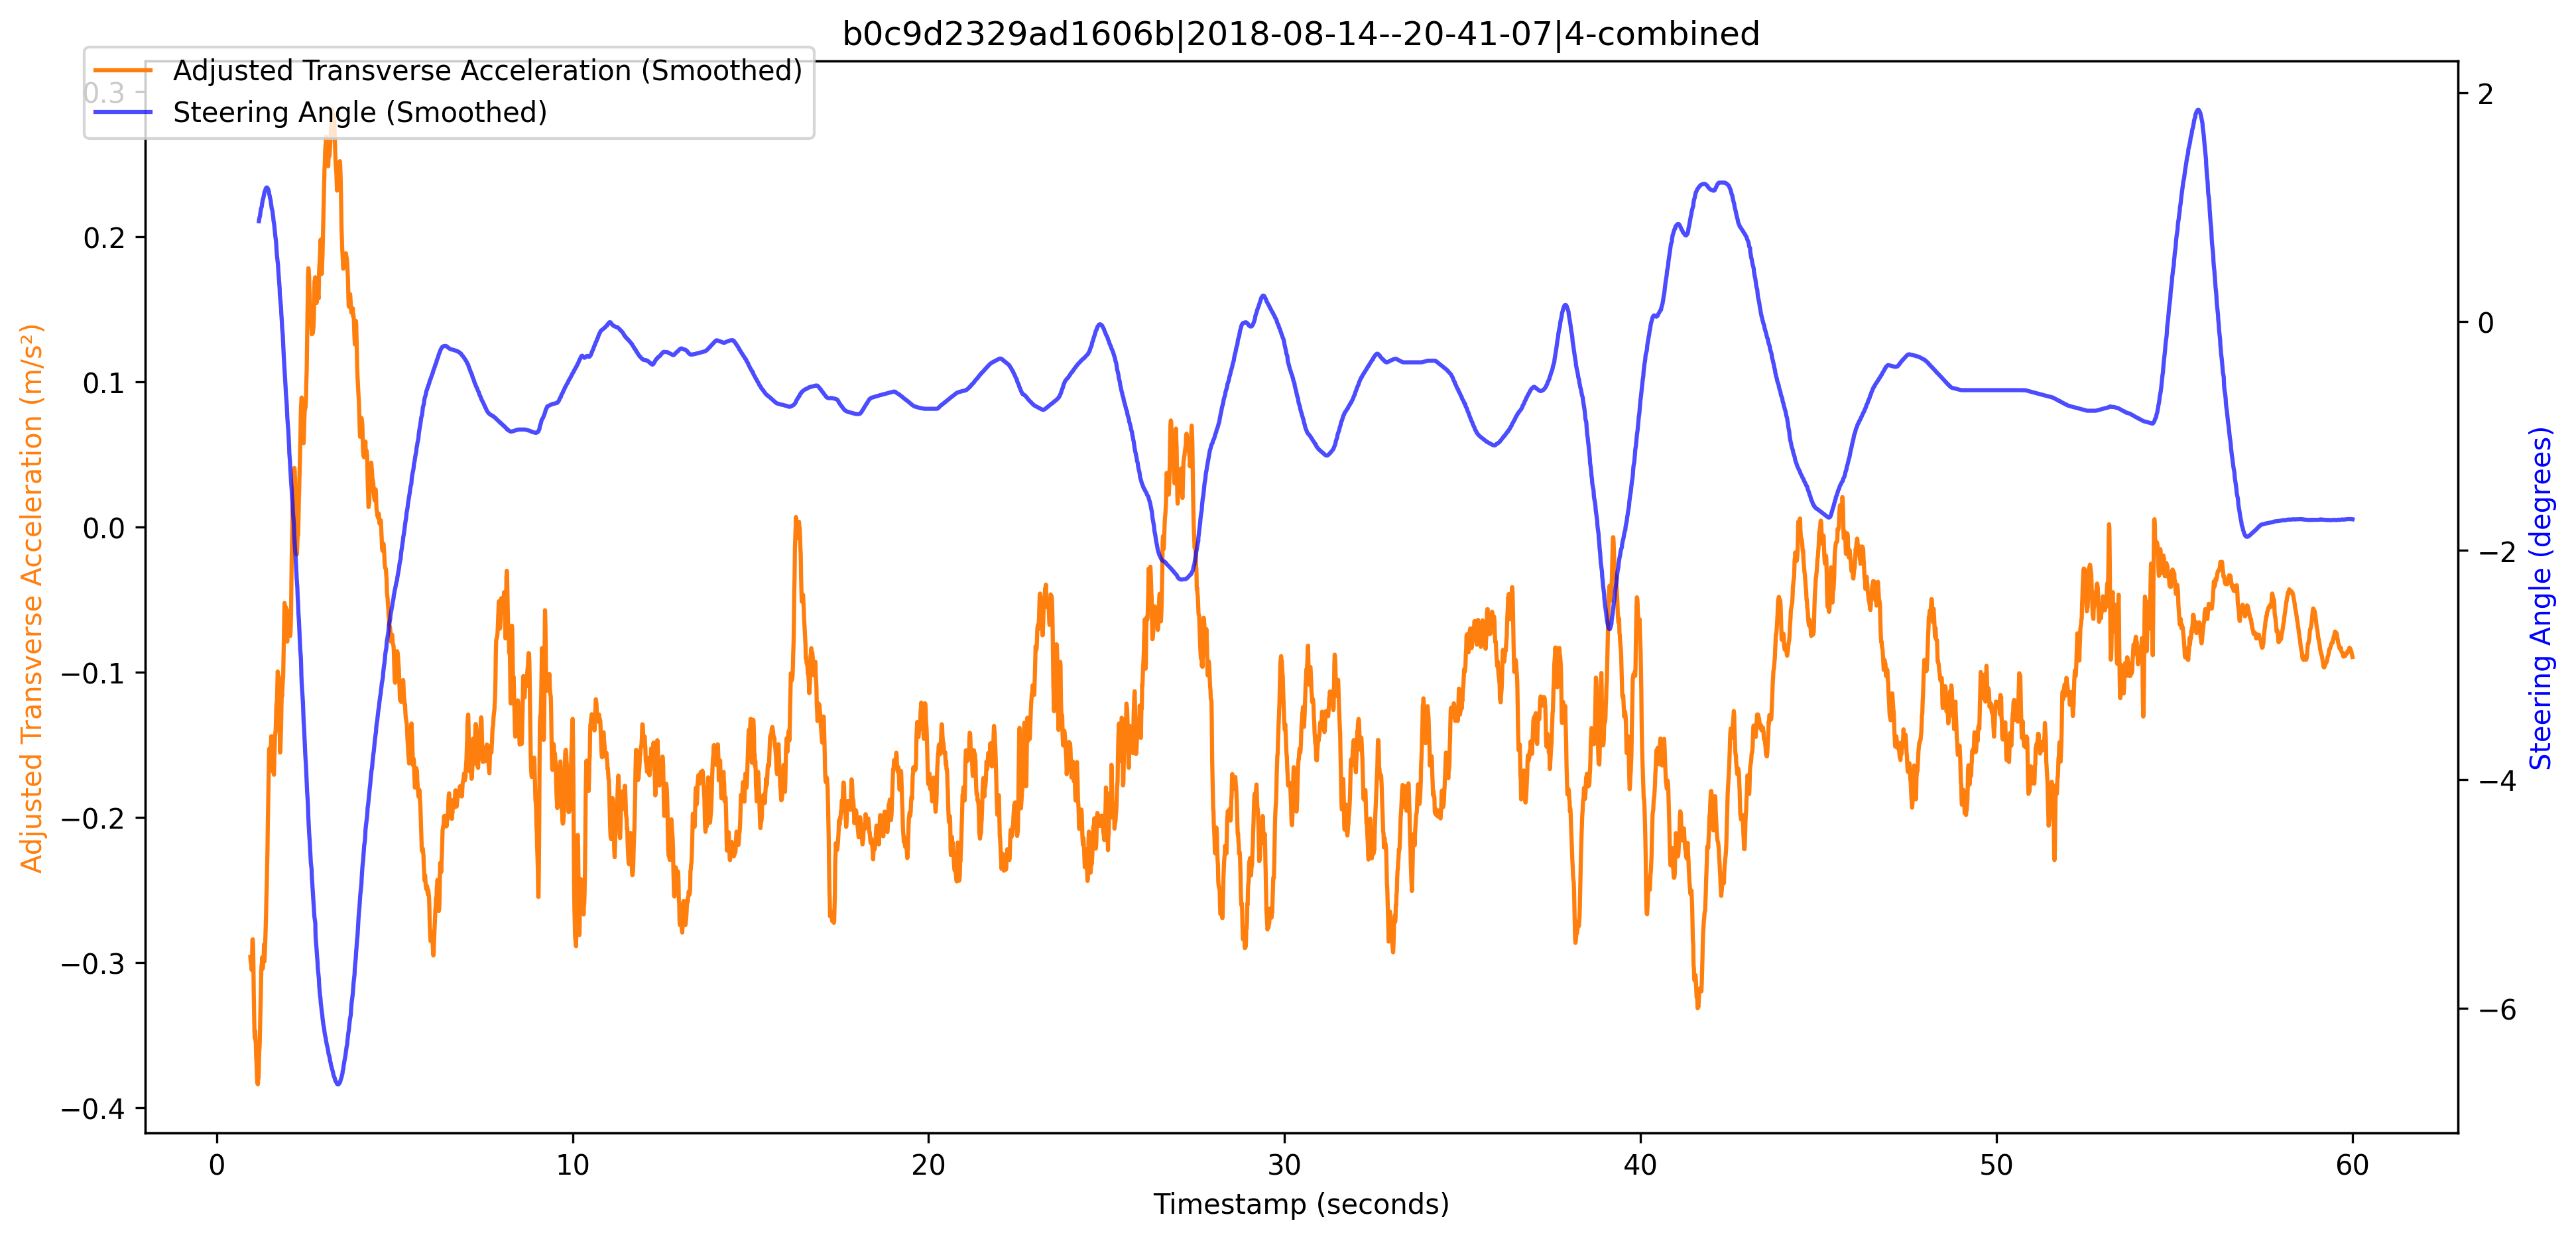 b0c9d2329ad1606b|2018-08-14--20-41-07|4-combined
Adjusted Transverse Acceleration (Smoothed)
Steering Angle (Smoothed)
Adjusted Transverse Acceleration (m/s²)
0.3
0.2
0.1
0.0
−0.1
−0.2
−0.3
−0.4
2
0
−2
−4
−6
Steering Angle (degrees)
0 10 20 30 40 50 60
Timestamp (seconds)